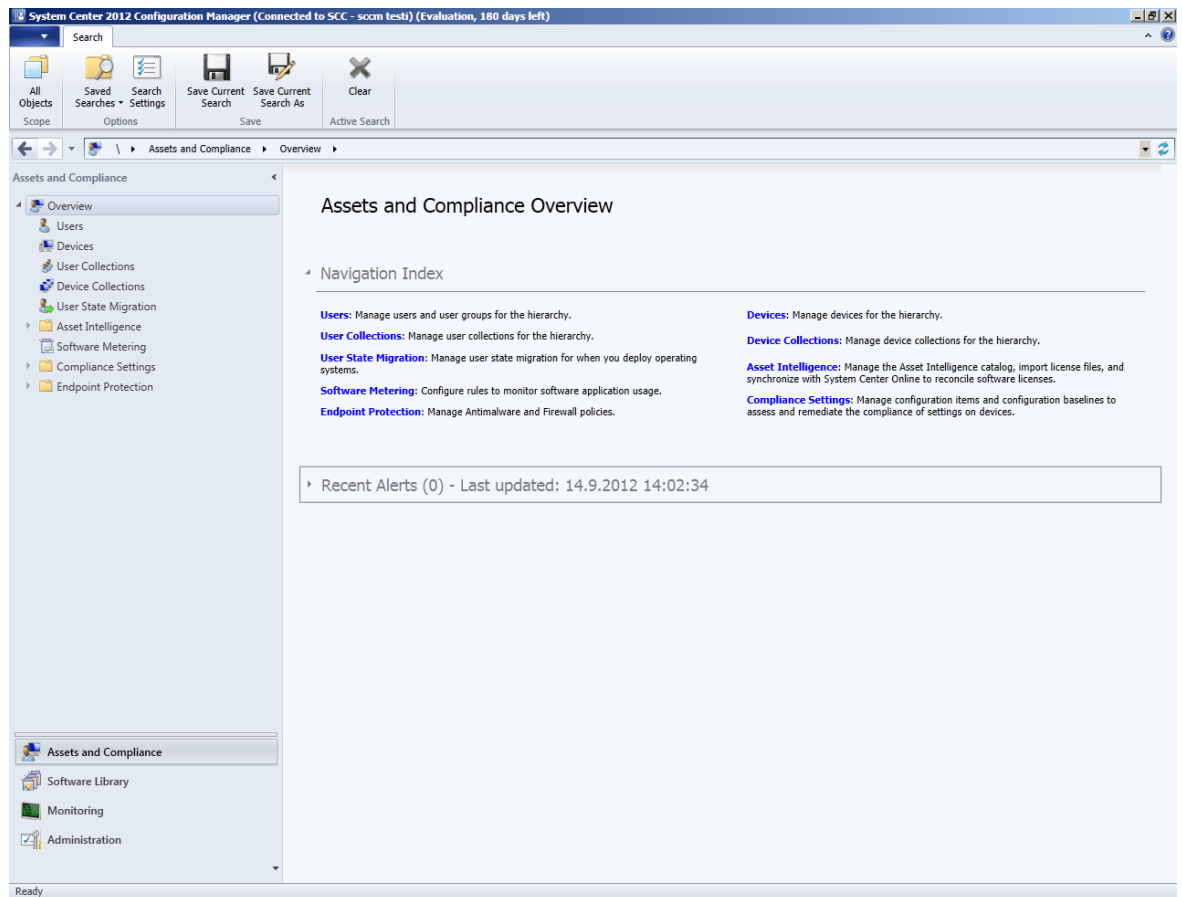 System Center 2012 Configuration Manager (Connected to SCC - sccm testi) (Evaluation, 180 days left)
Search
All Objects
Saved Searches
Search Settings
Save Current Search
Save Current Search As
Clear
Scope
Options
Save
Active Search
\ Assets and Compliance Overview
Assets and Compliance
Overview
Users
Devices
User Collections
Device Collections
User State Migration
Asset Intelligence
Software Metering
Compliance Settings
Endpoint Protection
Assets and Compliance Overview
Navigation Index
Users: Manage users and user groups for the hierarchy.
User Collections: Manage user collections for the hierarchy.
User State Migration: Manage user state migration for when you deploy operating
systems.
Software Metering: Configure rules to monitor software application usage.
Endpoint Protection: Manage Antimalware and Firewall policies.
Devices: Manage devices for the hierarchy.
Device Collections: Manage device collections for the hierarchy.
Asset Intelligence: Manage the Asset Intelligence catalog, import license files, and
synchronize with System Center Online to reconcile software licenses.
Compliance Settings: Manage configuration items and configuration baselines to
assess and remediate the compliance of settings on devices.
Recent Alerts (0) - Last updated: 14.9.2012 14:02:34
Assets and Compliance
Software Library
Monitoring
Administration
Ready